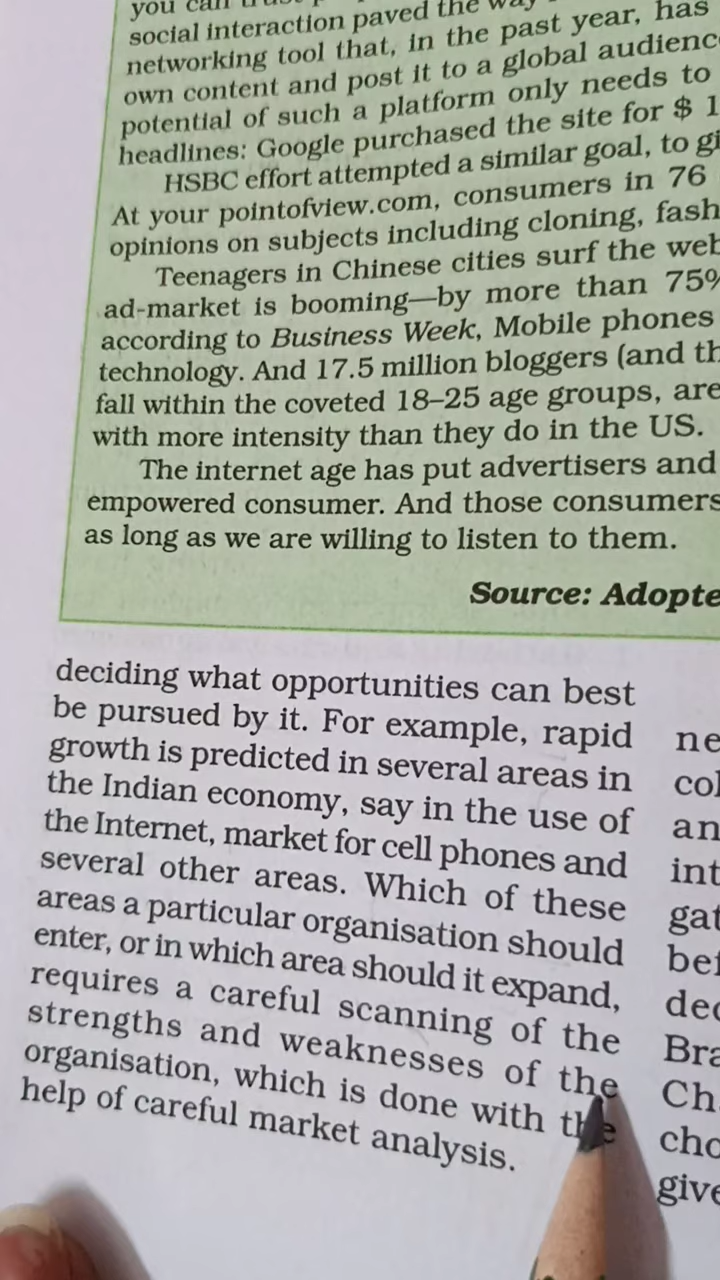 you can
social interaction paved the way
networking tool that, in the past year, has
own content and post it to a global audienc
potential of such a platform only needs to
headlines: Google purchased the site for $ 1
HSBC effort attempted a similar goal, to gi
At your pointofview.com, consumers in 76
opinions on subjects including cloning, fash
Teenagers in Chinese cities surf the web
ad-market is booming—by more than 75%
according to Business Week, Mobile phones
technology. And 17.5 million bloggers (and th
fall within the coveted 18–25 age groups, are
with more intensity than they do in the US.
The internet age has put advertisers and
empowered consumer. And those consumers
as long as we are willing to listen to them.
Source: Adopte
deciding what opportunities can best
be pursued by it. For example, rapid
growth is predicted in several areas in
the Indian economy, say in the use of
the Internet, market for cell phones and
several other areas. Which of these
areas a particular organisation should
enter, or in which area should it expand,
requires a careful scanning of the
strengths and weaknesses of the
organisation, which is done with the
help of careful market analysis.
ne
col
an
int
gat
bef
dec
Bra
Ch
cho
give